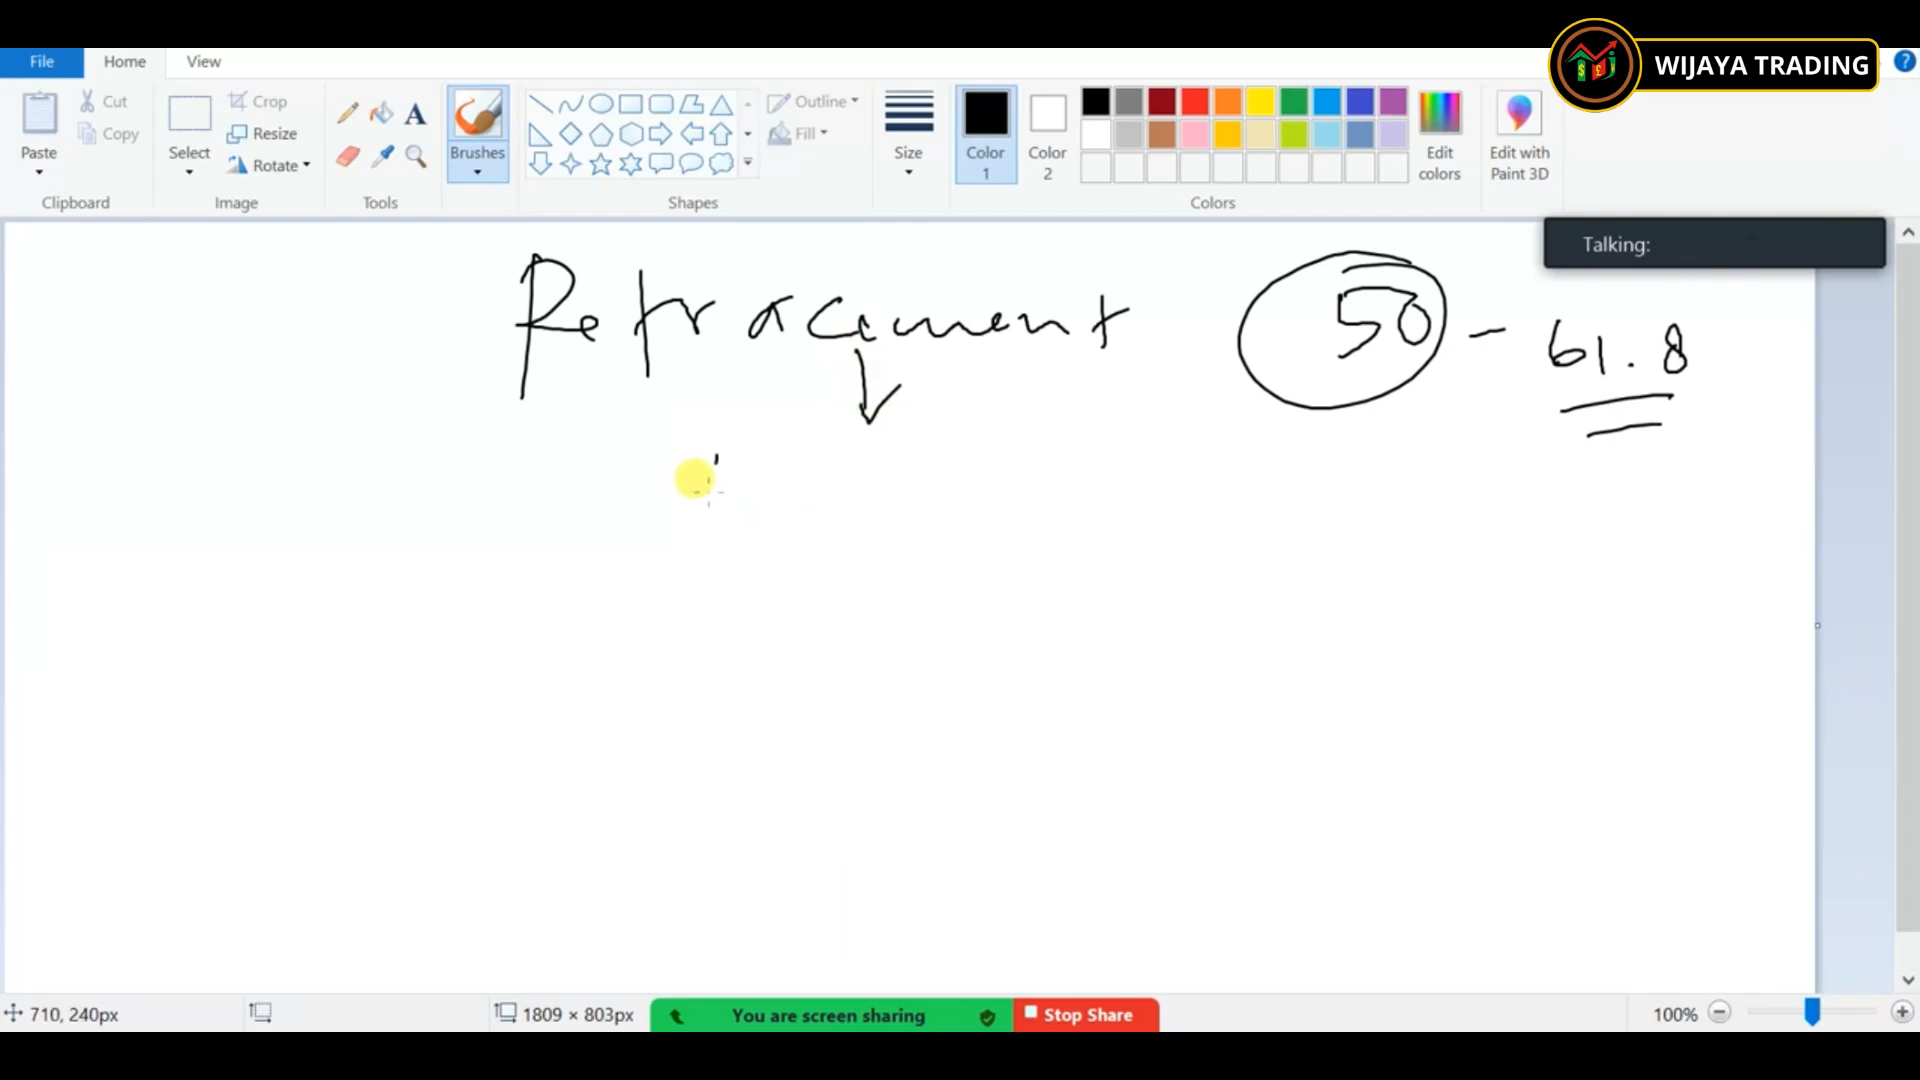 WIJAYA TRADING
File Home View
Paste Cut Copy Clipboard
Select Crop Resize Rotate Image
Tools
Brushes
Shapes
Outline Fill
Size
Color 1
Color 2
Colors
Edit colors
Edit with Paint 3D
Talking:
Retracement 50 - 61.8
710, 240px
1809 × 803px
You are screen sharing
Stop Share
100%